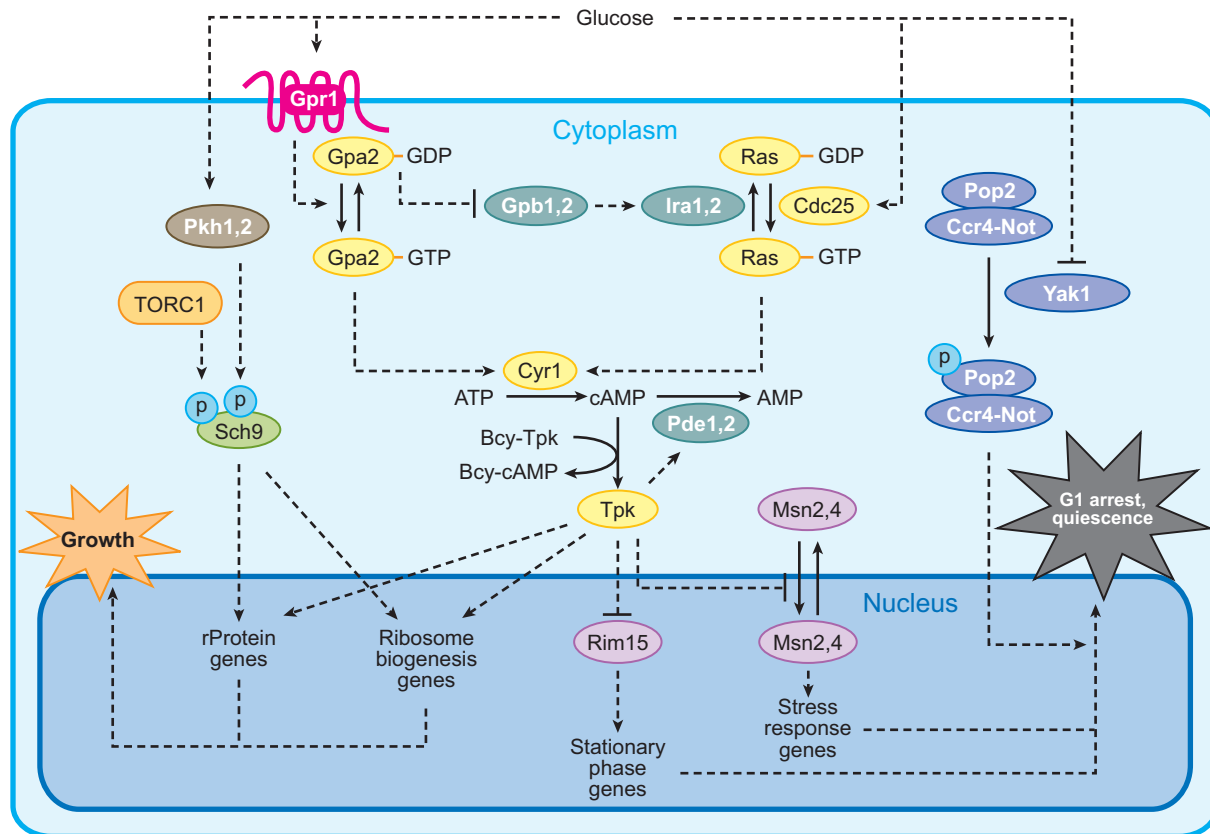 Glucose
Gpr1
Cytoplasm
Gpa2
GDP
Ras
GDP
Pop2
Ccr4-Not
Pkh1,2
Gpb1,2
Ira1,2
Cdc25
Gpa2
GTP
Ras
GTP
TORC1
Yak1
Cyr1
p
Pop2
Ccr4-Not
ATP
cAMP
AMP
p
p
Sch9
Pde1,2
Bcy-Tpk
Bcy-cAMP
Tpk
Msn2,4
G1 arrest,
quiescence
Growth
Nucleus
rProtein
genes
Ribosome
biogenesis
genes
Rim15
Msn2,4
Stress
response
genes
Stationary
phase
genes